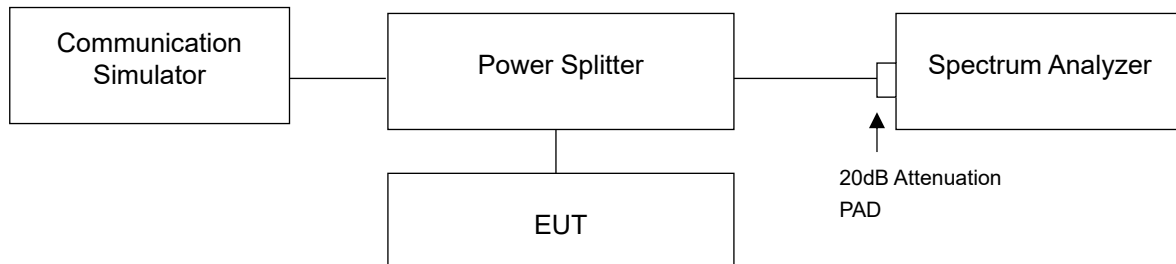 Communication
Simulator
Power Splitter
Spectrum Analyzer
20dB Attenuation
PAD
EUT